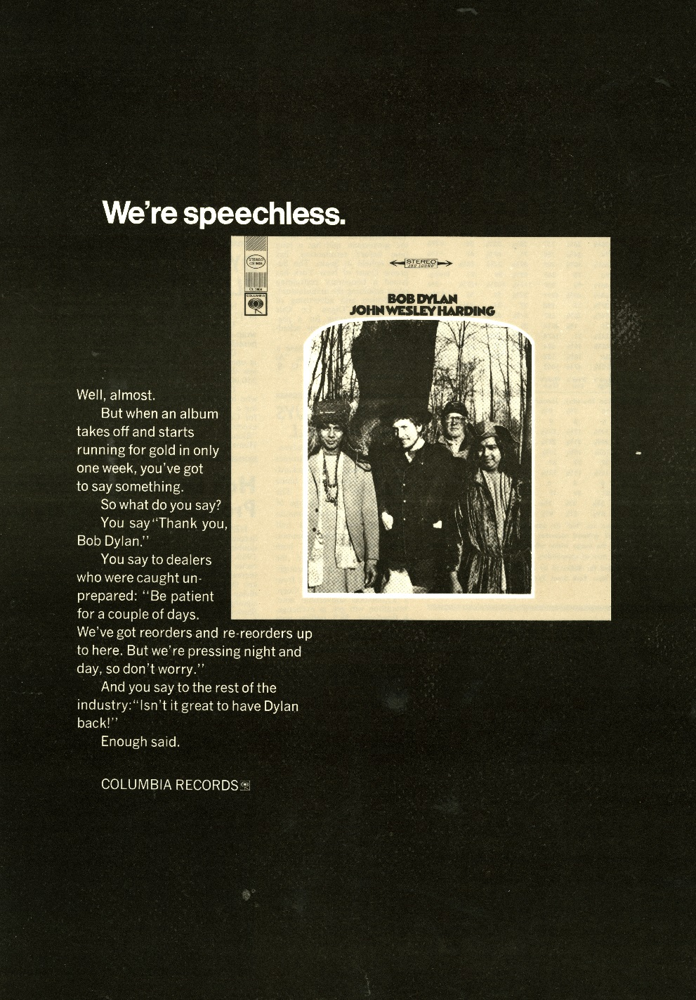 We're speechless.
STEREO
CS 9604
CL 2804
COLUMBIA
STEREO
"360 SOUND"
BOB DYLAN
JOHN WESLEY HARDING
Well, almost.
But when an album
takes off and starts
running for gold in only
one week, you've got
to say something.
So what do you say?
You say "Thank you,
Bob Dylan."
You say to dealers
who were caught un-
prepared: "Be patient
for a couple of days.
We've got reorders and re-reorders up
to here. But we're pressing night and
day, so don't worry."
And you say to the rest of the
industry: "Isn't it great to have Dylan
back!"
Enough said.
COLUMBIA RECORDS